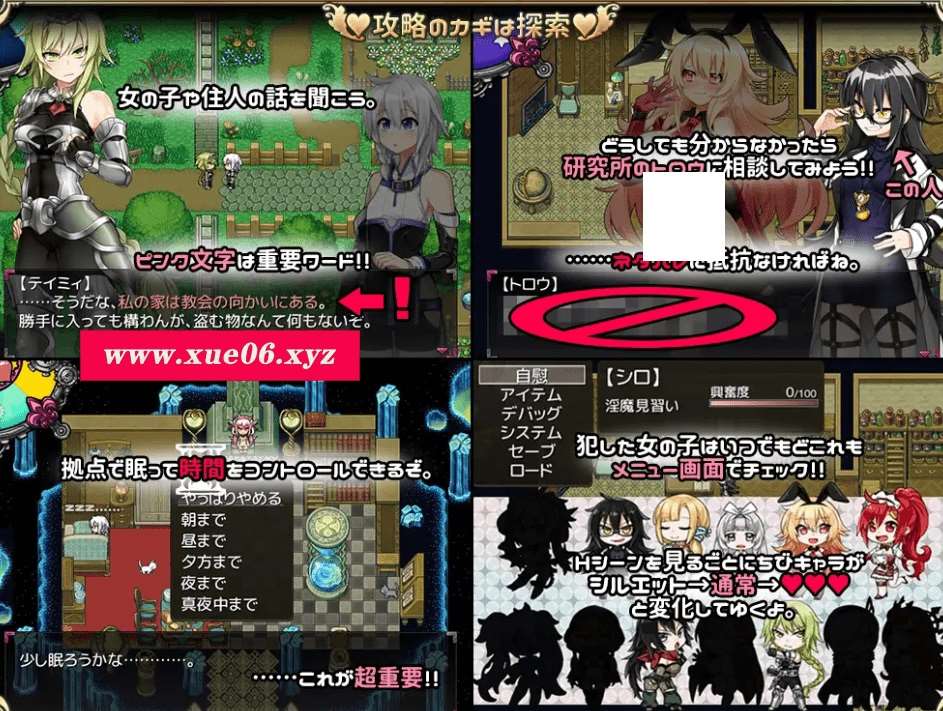 攻略のカギは探索
女の子や住人の話を聞こう。
ピンク文字は重要ワード!!
【テイミィ】
……そうだな、私の家は教会の向かいにある。
勝手に入っても構わんが、盗む物なんて何もないぞ。
www.xue06.xyz
どうしても分からなかったら
研究所のトロウに相談してみよう!!
この人
……ネタバレに抵抗なければね。
【トロウ】
拠点で眠って時間をコントロールできるぞ。
zzz……
やっぱりやめる
朝まで
昼まで
夕方まで
夜まで
真夜中まで
少し眠ろうかな…………。
……これが超重要!!
自慰
アイテム
デバッグ
システム
セーブ
ロード
【シロ】
淫魔見習い
興奮度 0/100
犯した女の子はいつでもどこれも
メニュー画面でチェック!!
Hシーンを見るごとにちびキャラが
シルエット→通常→♥♥♥
と変化してゆくよ。